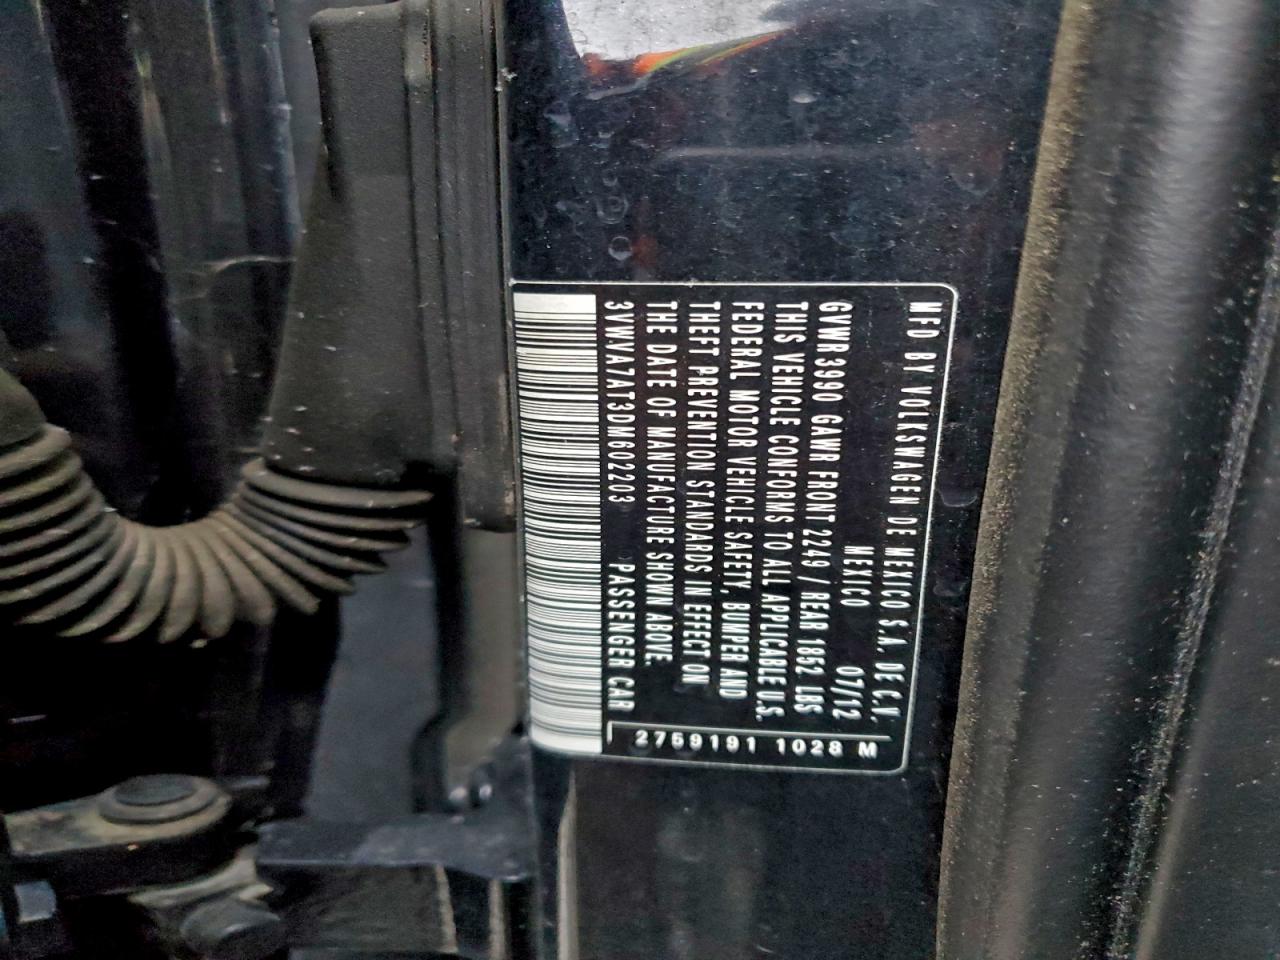 MFD BY VOLKSWAGEN DE MEXICO S.A. DE C.V.
MEXICO 07/12
GVWR 3990 GAWR FRONT 2249 / REAR 1852 LBS
THIS VEHICLE CONFORMS TO ALL APPLICABLE U.S.
FEDERAL MOTOR VEHICLE SAFETY, BUMPER AND
THEFT PREVENTION STANDARDS IN EFFECT ON
THE DATE OF MANUFACTURE SHOWN ABOVE.
3VWVA7AT3DM602203 PASSENGER CAR
2759191 1028 M